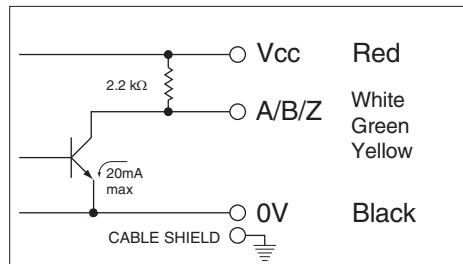 Vcc Red
2.2 kΩ
A/B/Z White
Green
Yellow
20mA
max
0V Black
CABLE SHIELD